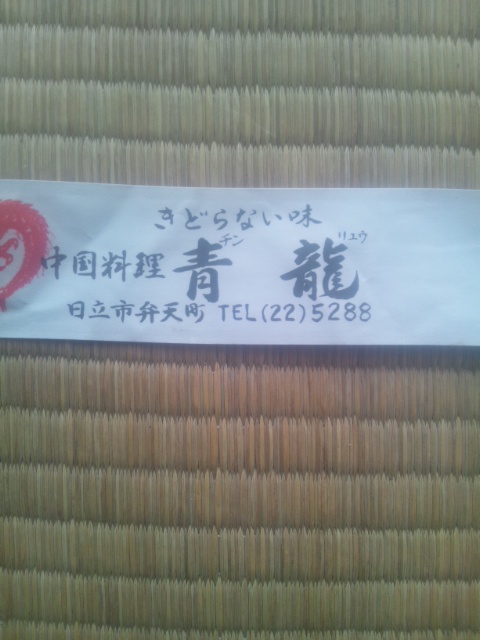 きどらない味
中国料理 青龍
チン リュウ
日立市弁天町 TEL(22)5288